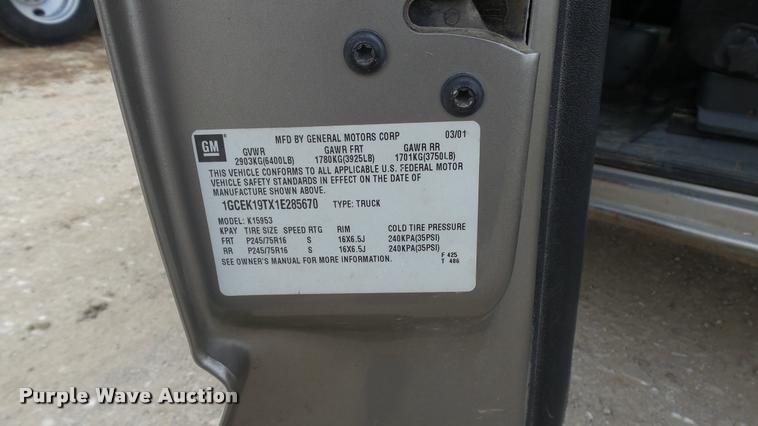 GM
MFD BY GENERAL MOTORS CORP 03/01
GVWR GAWR FRT GAWR RR
2903KG(6400LB) 1780KG(3925LB) 1701KG(3750LB)
THIS VEHICLE CONFORMS TO ALL APPLICABLE U.S. FEDERAL MOTOR
VEHICLE SAFETY STANDARDS IN EFFECT ON THE DATE OF
MANUFACTURE SHOWN ABOVE.
1GCEK19TX1E285670 TYPE: TRUCK
MODEL: K15953
KPAY TIRE SIZE SPEED RTG RIM COLD TIRE PRESSURE
FRT P245/75R16 S 16X6.5J 240KPA(35PSI)
RR P245/75R16 S 16X6.5J 240KPA(35PSI)
SEE OWNER'S MANUAL FOR MORE INFORMATION.
F 425
T 486
Purple Wave Auction®